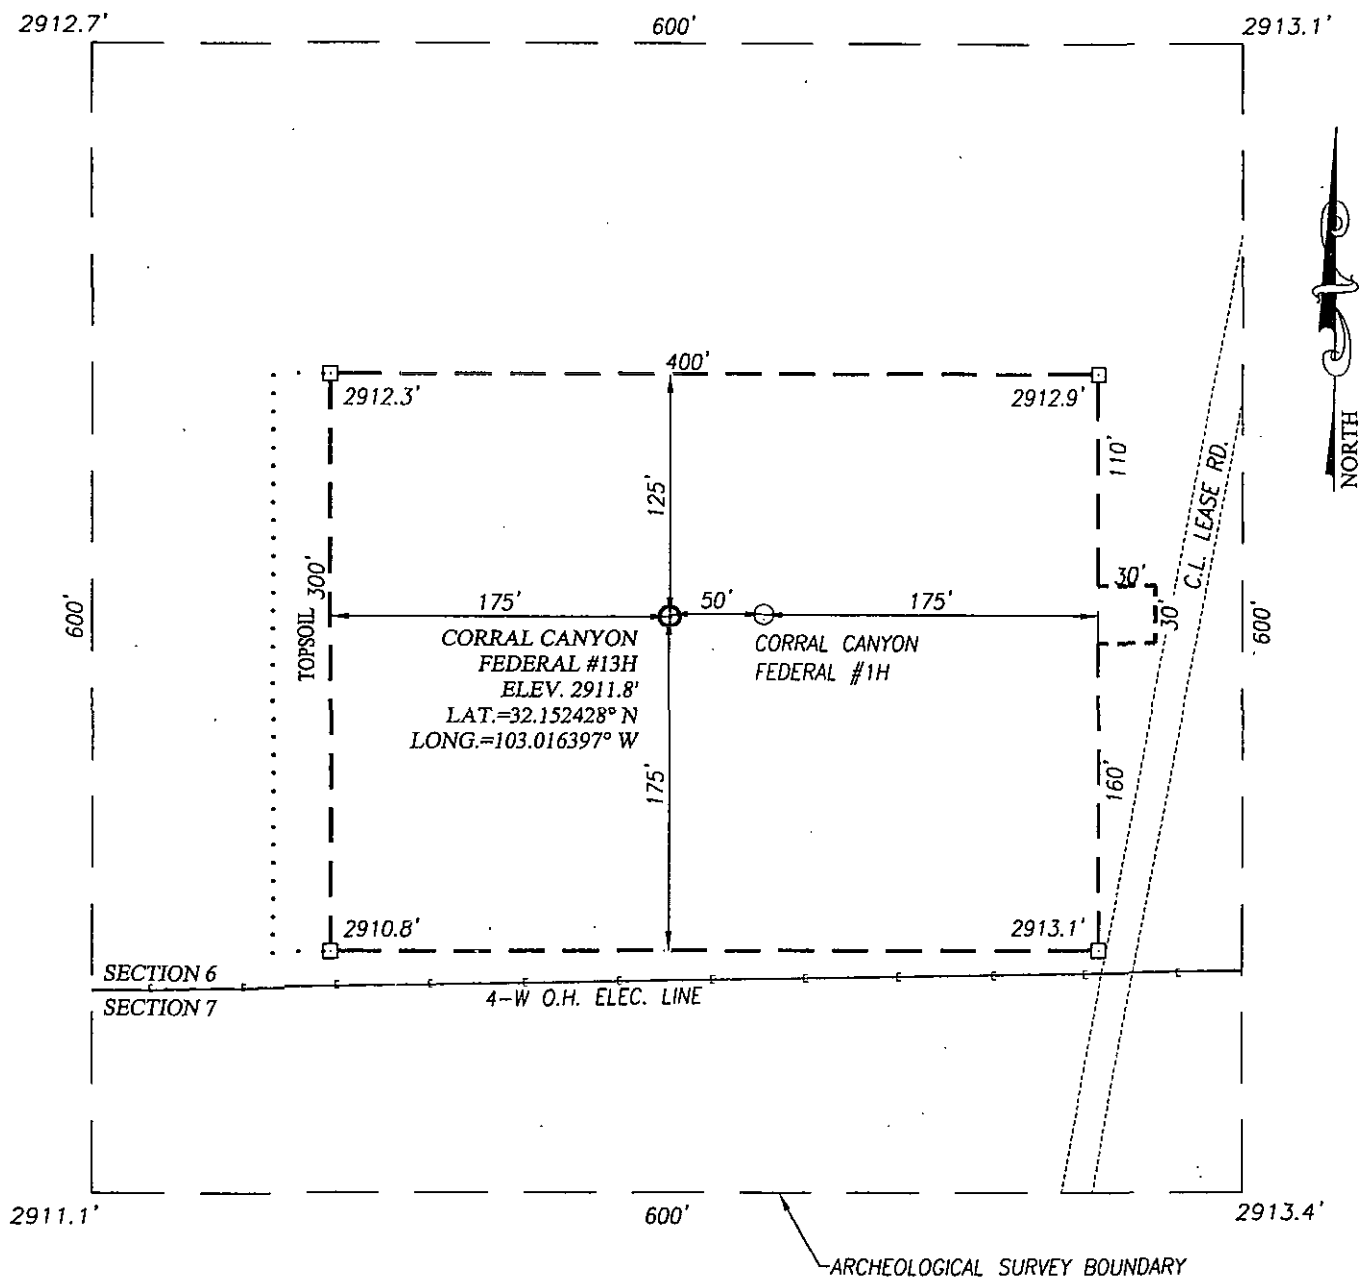 2912.7'
600'
2913.1'
400'
2912.3'
2912.9'
110'
125'
C.L. LEASE RD.
NORTH
600'
TOPSOIL
300'
175'
50'
175'
30'
30'
600'
CORRAL CANYON
FEDERAL #13H
ELEV. 2911.8'
LAT.=32.152428° N
LONG.=103.016397° W
CORRAL CANYON
FEDERAL #1H
175'
160'
2910.8'
2913.1'
SECTION 6
SECTION 7
4-W O.H. ELEC. LINE
2911.1'
600'
2913.4'
ARCHEOLOGICAL SURVEY BOUNDARY